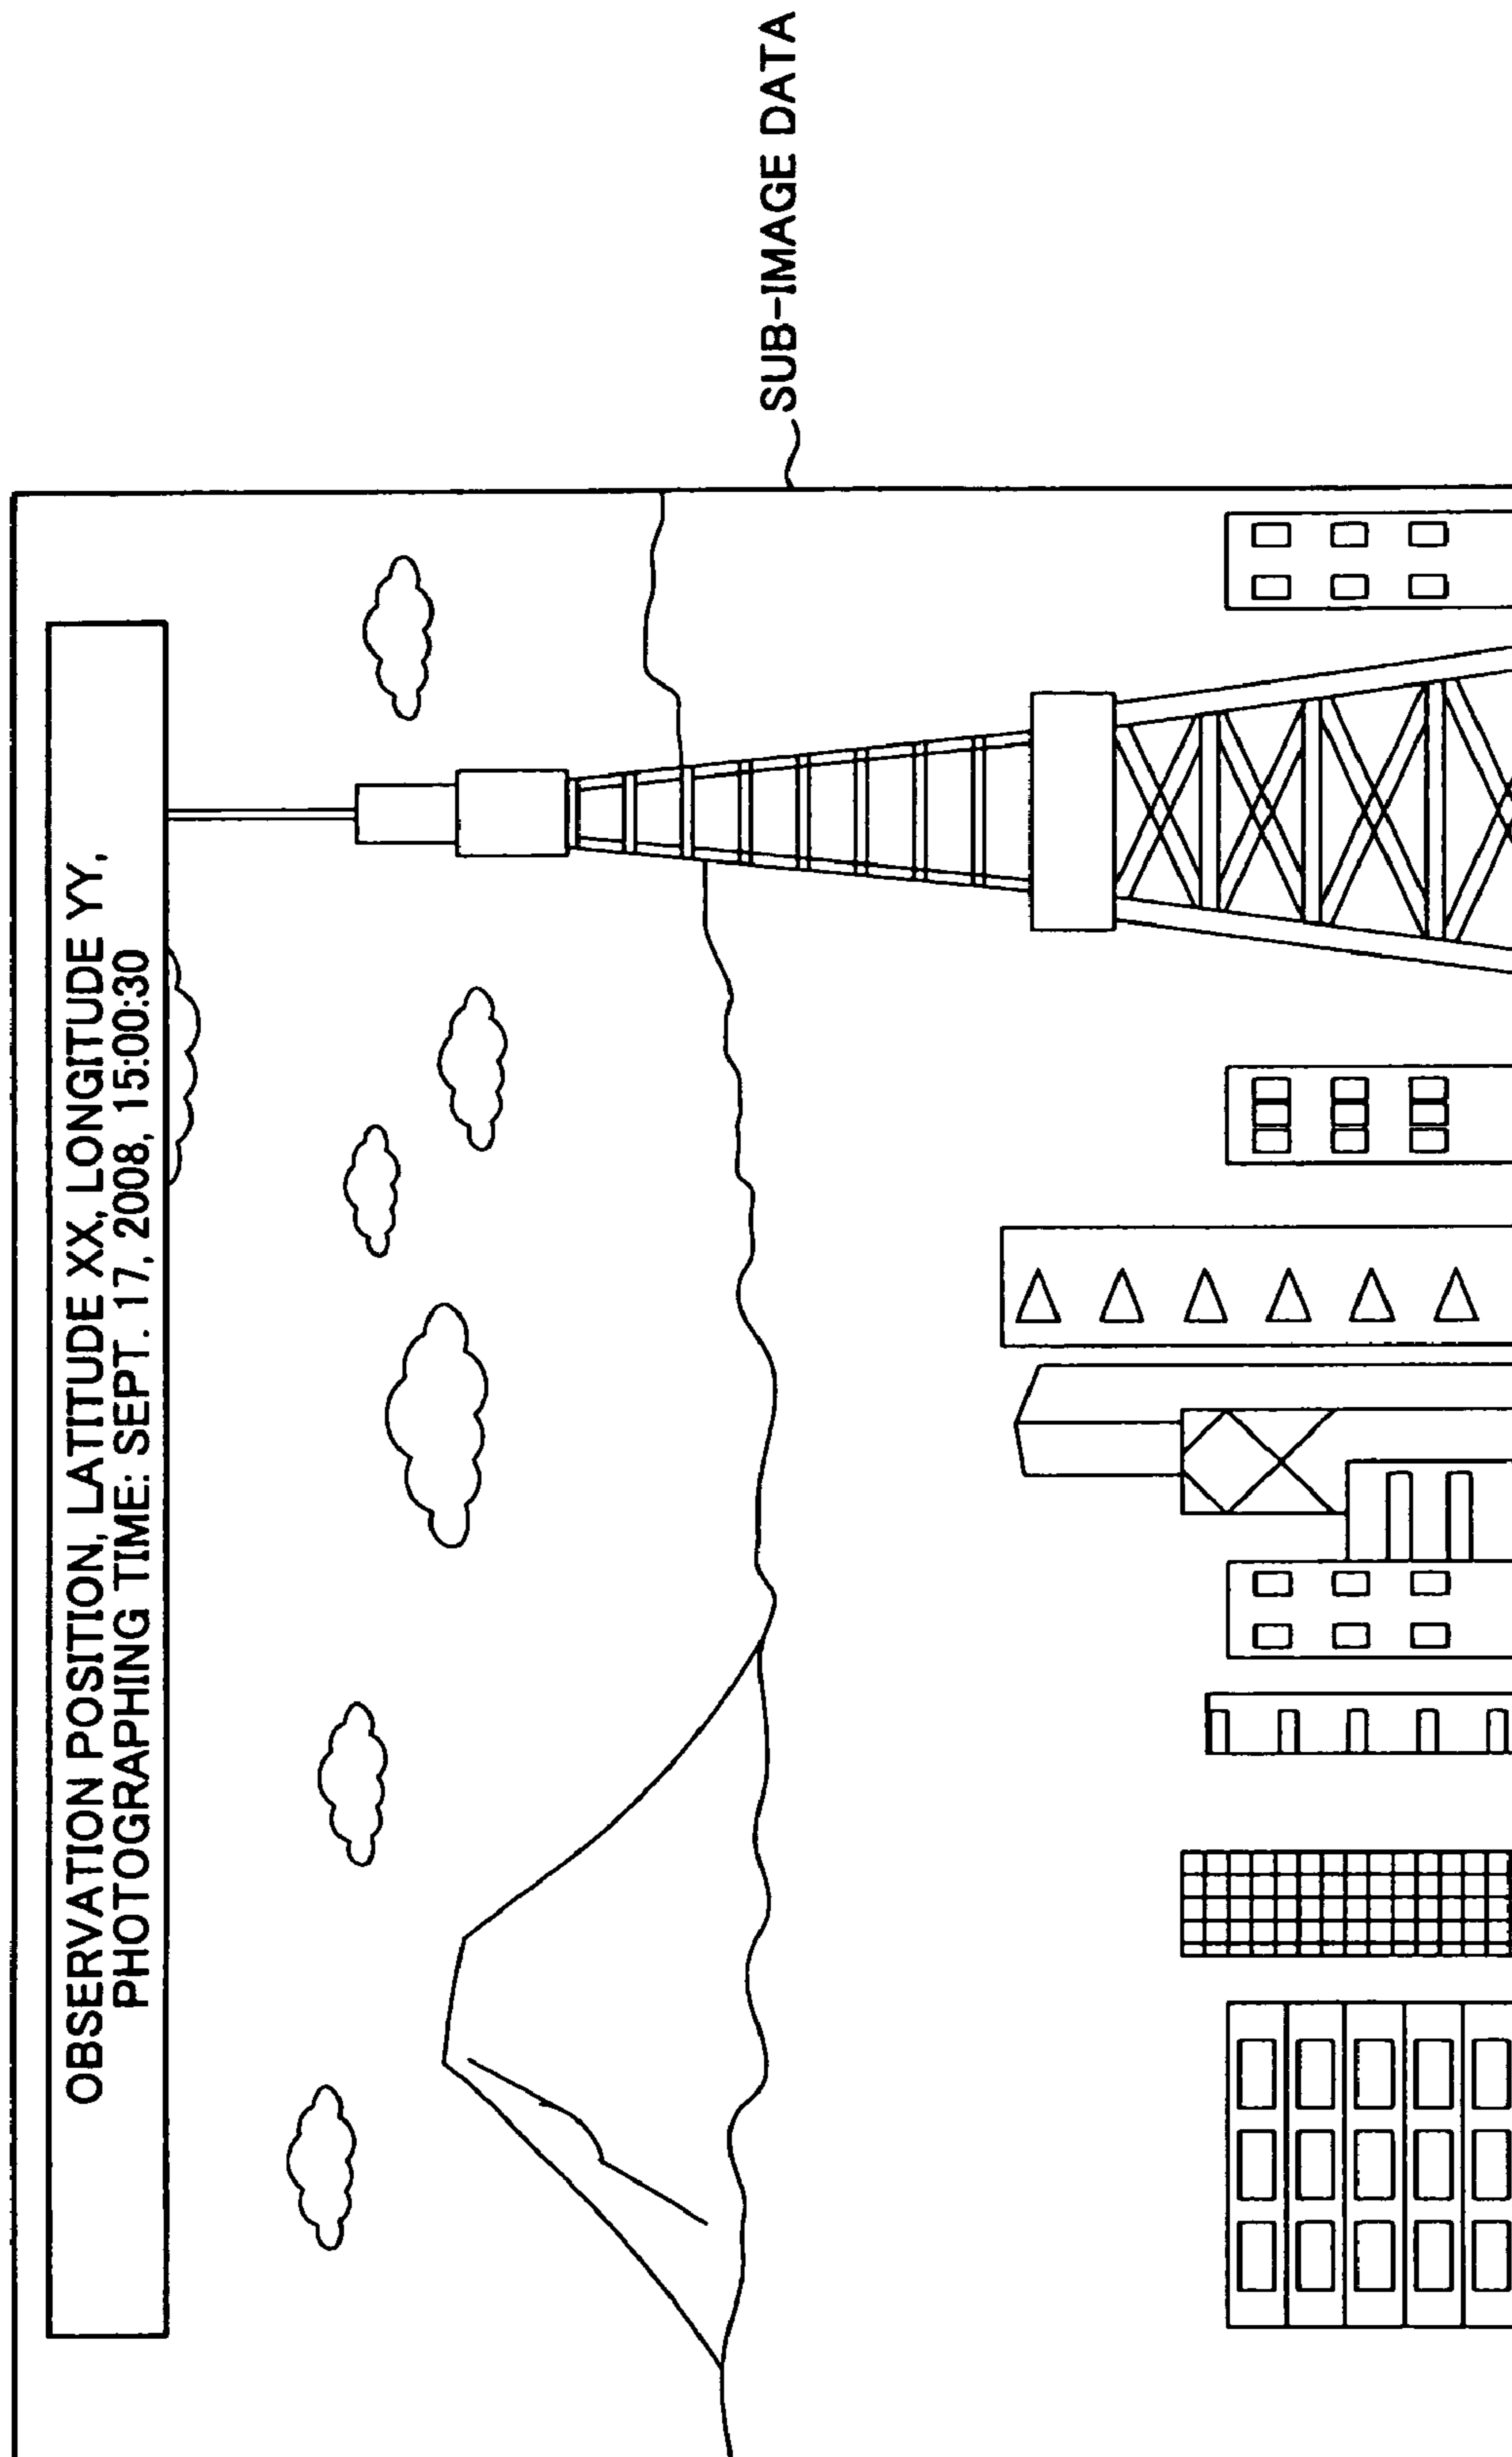 OBSERVATION POSITION, LATITUDE XX, LONGITUDE YY,
PHOTOGRAPHING TIME: SEPT. 17, 2008, 15:00:30
SUB-IMAGE DATA